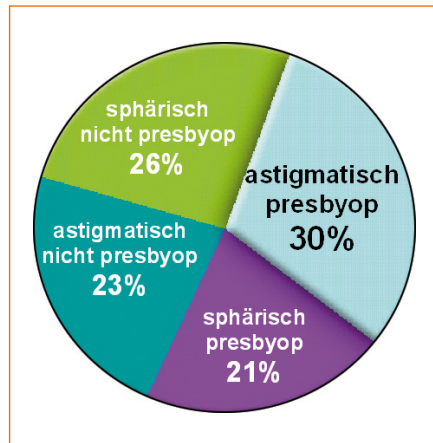 sphärisch
nicht presbyop
26%
astigmatisch
presbyop
30%
astigmatisch
nicht presbyop
23%
sphärisch
presbyop
21%